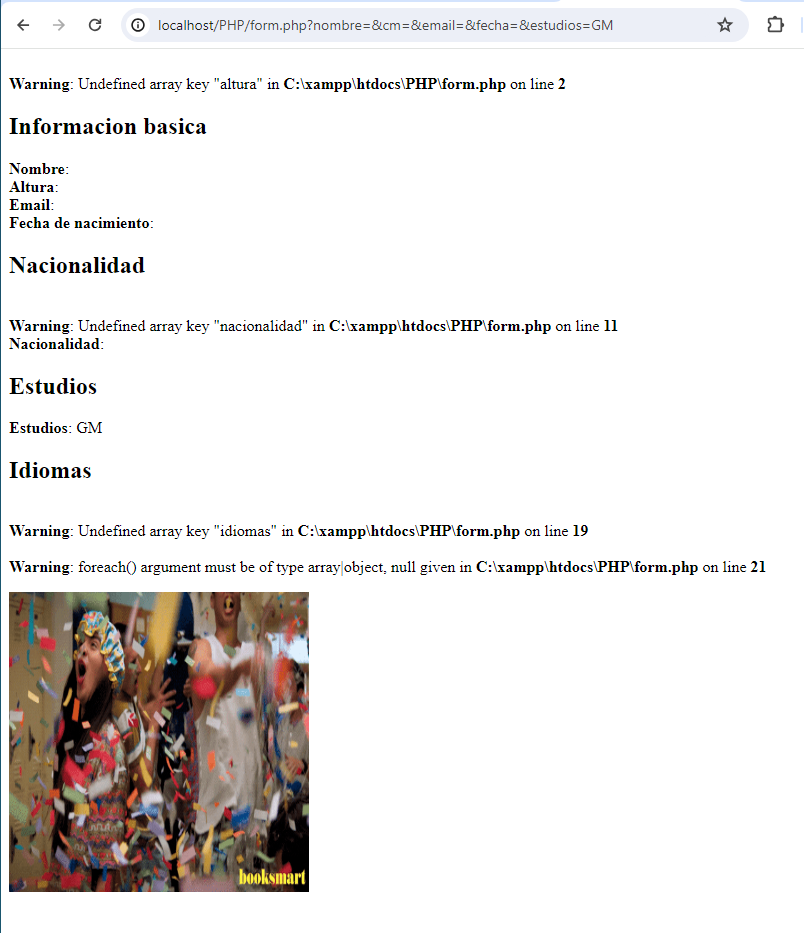 localhost/PHP/form.php?nombre=&cm=&email=&fecha=&estudios=GM
Warning: Undefined array key "altura" in C:\xampp\htdocs\PHP\form.php on line 2
Informacion basica
Nombre:
Altura:
Email:
Fecha de nacimiento:
Nacionalidad
Warning: Undefined array key "nacionalidad" in C:\xampp\htdocs\PHP\form.php on line 11
Nacionalidad:
Estudios
Estudios: GM
Idiomas
Warning: Undefined array key "idiomas" in C:\xampp\htdocs\PHP\form.php on line 19
Warning: foreach() argument must be of type array|object, null given in C:\xampp\htdocs\PHP\form.php on line 21
booksmart